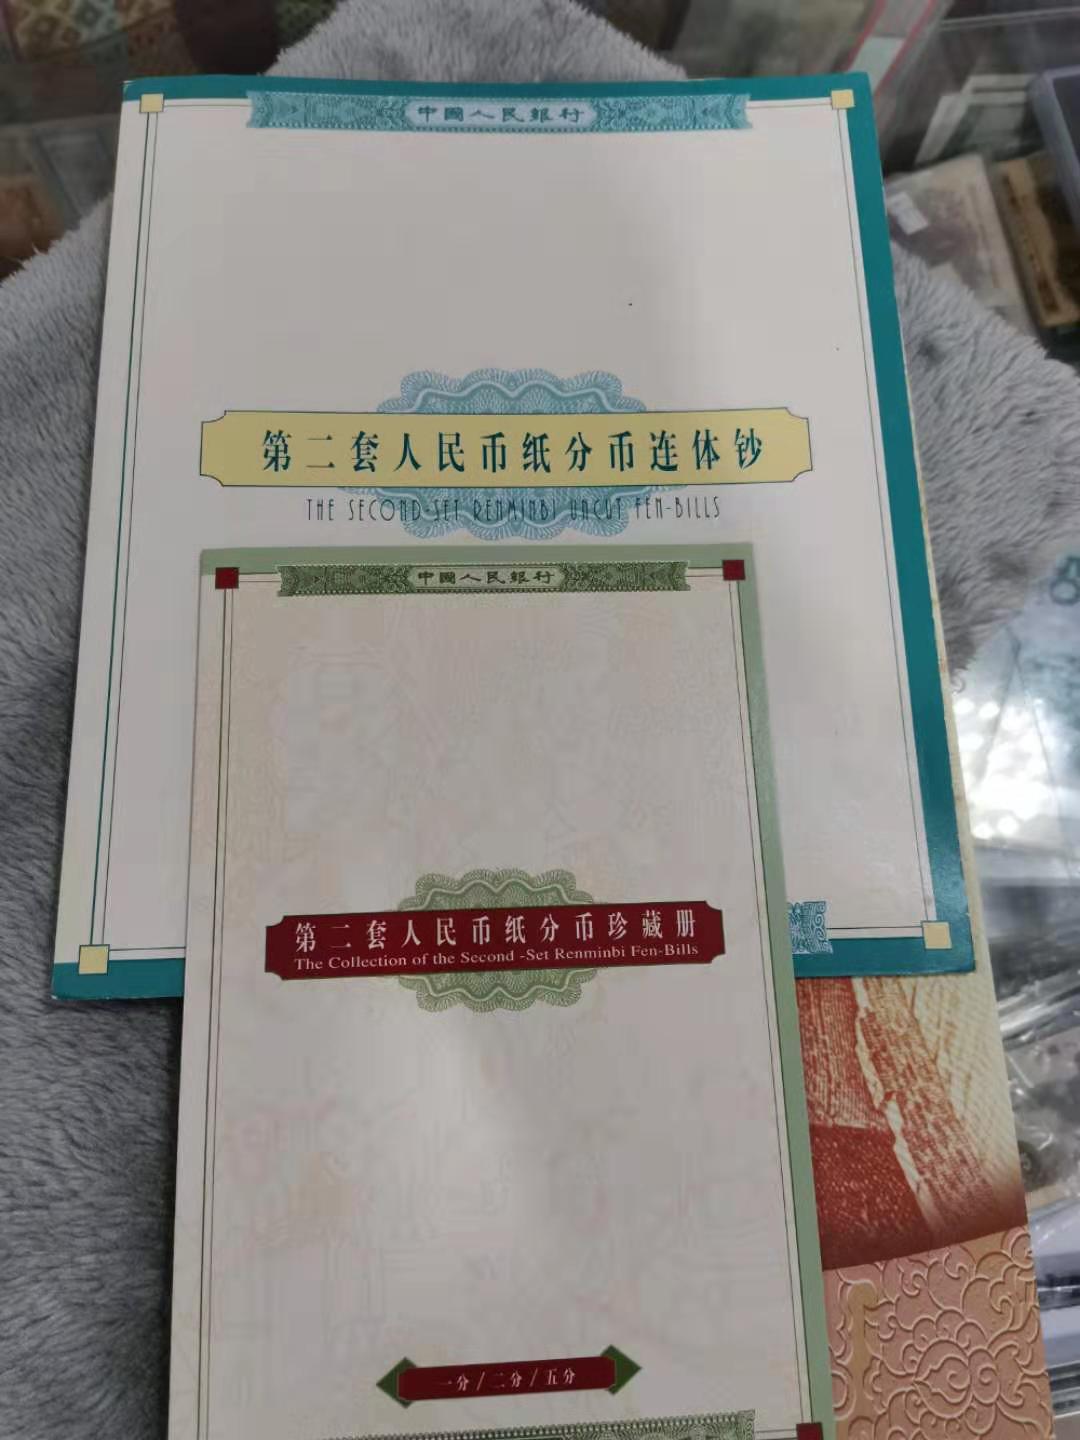 中國人民銀行
第二套人民币纸分币连体钞
THE SECOND-SET RENMINBI UNCUT FEN-BILLS
中國人民銀行
第二套人民币纸分币珍藏册
The Collection of the Second -Set Renminbi Fen-Bills
一分/二分/五分